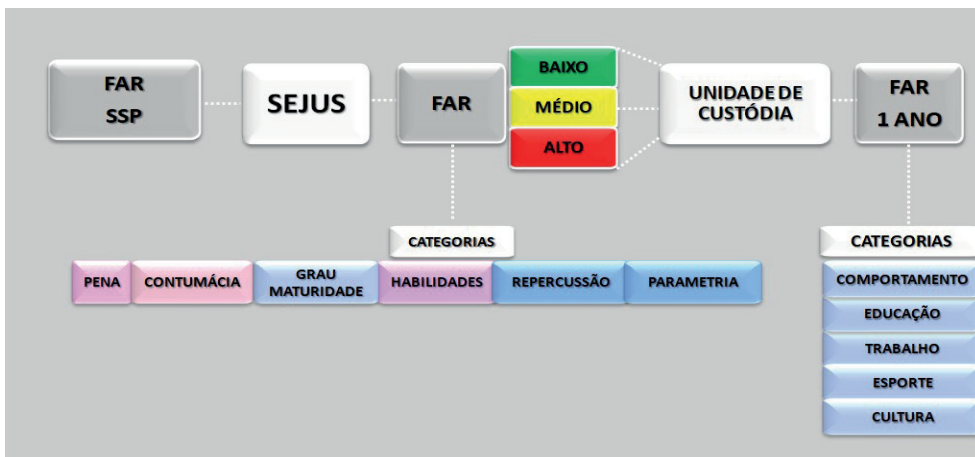 FAR
SSP
SEJUS
FAR
BAIXO
MÉDIO
ALTO
UNIDADE DE
CUSTÓDIA
FAR
1 ANO
CATEGORIAS
PENA
CONTUMÁCIA
GRAU
MATURIDADE
HABILIDADES
REPERCUSSÃO
PARAMETRIA
CATEGORIAS
COMPORTAMENTO
EDUCAÇÃO
TRABALHO
ESPORTE
CULTURA